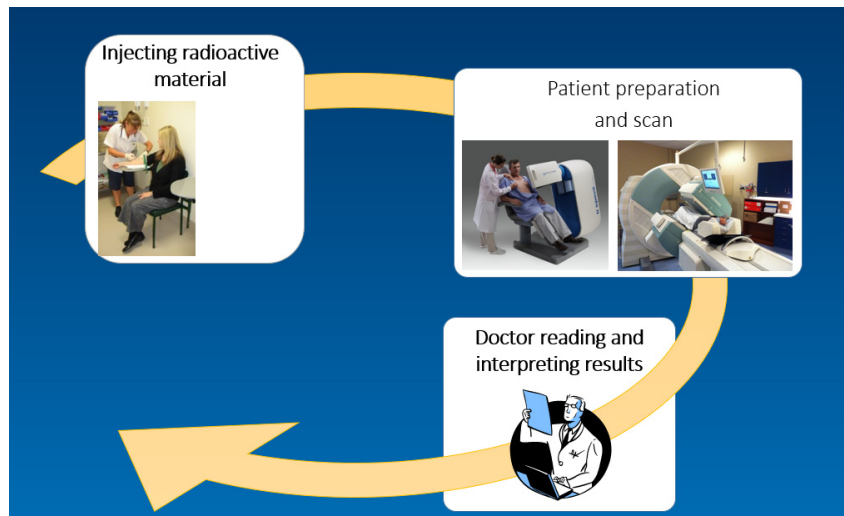 Injecting radioactive
material
Patient preparation
and scan
Doctor reading and
interpreting results